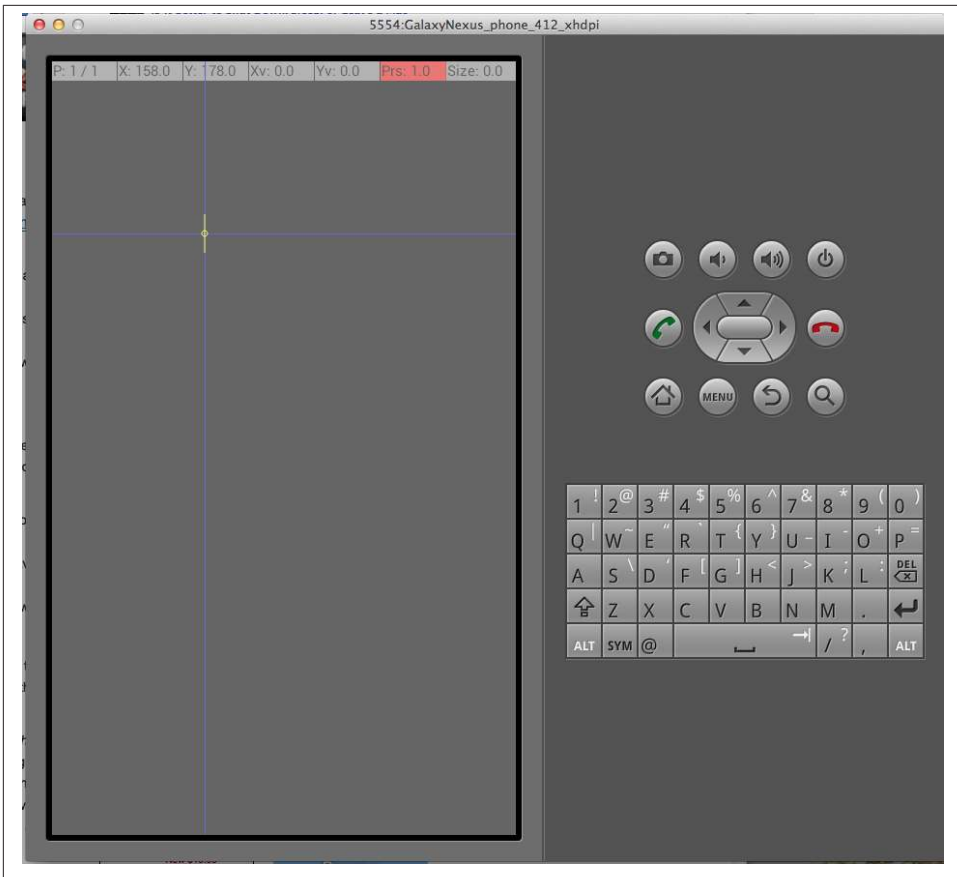 5554:GalaxyNexus_phone_412_xhdpi
P: 1 / 1 X: 158.0 Y: 178.0 Xv: 0.0 Yv: 0.0 Prs: 1.0 Size: 0.0
MENU
1 ! 2 @ 3 # 4 $ 5 % 6 ^ 7 & 8 * 9 ( 0 )
Q | W ~ E " R ` T { Y } U _ I - O + P =
A S \ D ' F [ G ] H < J > K ; L : DEL
Z X C V B N M .
ALT SYM @ / ? , ALT